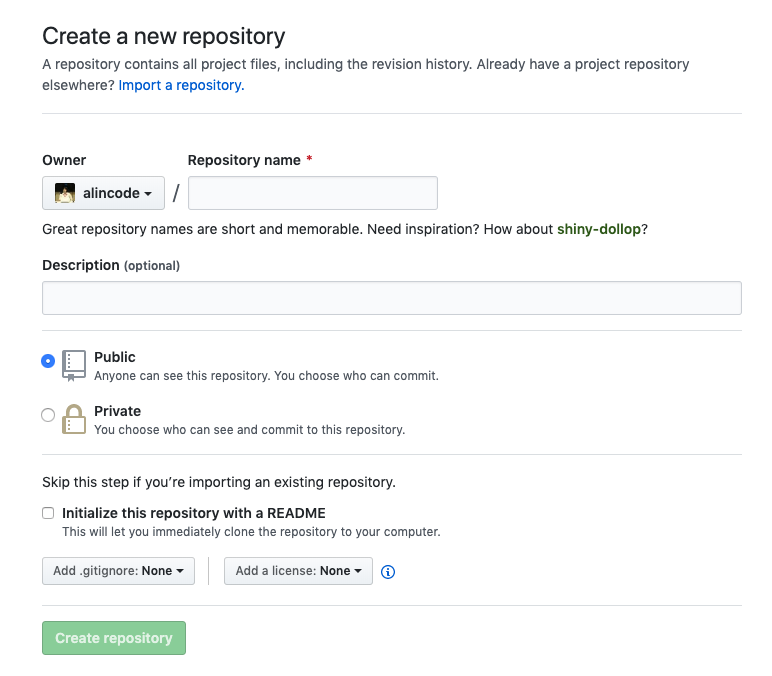 Create a new repository
A repository contains all project files, including the revision history. Already have a project repository
elsewhere? Import a repository.
Owner Repository name *
alincode /
Great repository names are short and memorable. Need inspiration? How about shiny-dollop?
Description (optional)
Public
Anyone can see this repository. You choose who can commit.
Private
You choose who can see and commit to this repository.
Skip this step if you’re importing an existing repository.
Initialize this repository with a README
This will let you immediately clone the repository to your computer.
Add .gitignore: None Add a license: None
Create repository